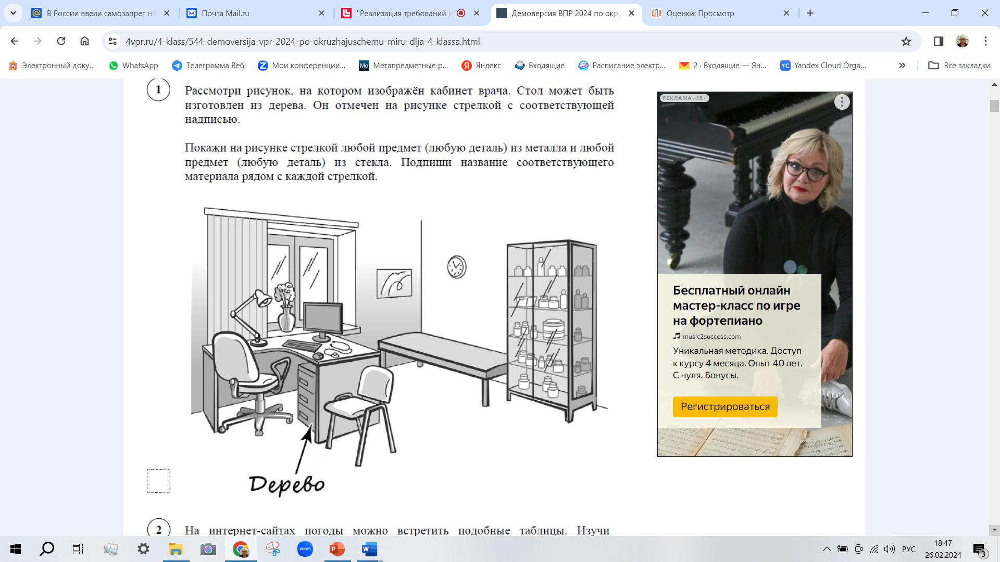 В России ввели самозапрет на
Почта Mail.ru
"Реализация требований о
Демоверсия ВПР 2024 по окру
Оценки: Просмотр
4vpr.ru/4-klass/544-demoversija-vpr-2024-po-okruzhajuschemu-miru-dlja-4-klassa.html
Электронный доку...
WhatsApp
Телеграмма Веб
Мои конференции...
Mo
Метапредметные р...
Я
Яндекс
Входящие
Расписание электр...
2 · Входящие — Ян...
YC
Yandex Cloud Orga...
Все закладки
1
Рассмотри рисунок, на котором изображён кабинет врача. Стол может быть
изготовлен из дерева. Он отмечен на рисунке стрелкой с соответствующей
надписью.
Покажи на рисунке стрелкой любой предмет (любую деталь) из металла и любой
предмет (любую деталь) из стекла. Подпиши название соответствующего
материала рядом с каждой стрелкой.
Дерево
2
На интернет-сайтах погоды можно встретить подобные таблицы. Изучи
РЕКЛАМА • 18+
Бесплатный онлайн
мастер-класс по игре
на фортепиано
music2success.com
Уникальная методика. Доступ
к курсу 4 месяца. Опыт 40 лет.
С нуля. Бонусы.
Регистрироваться
zoom
РУС
18:47
26.02.2024
3